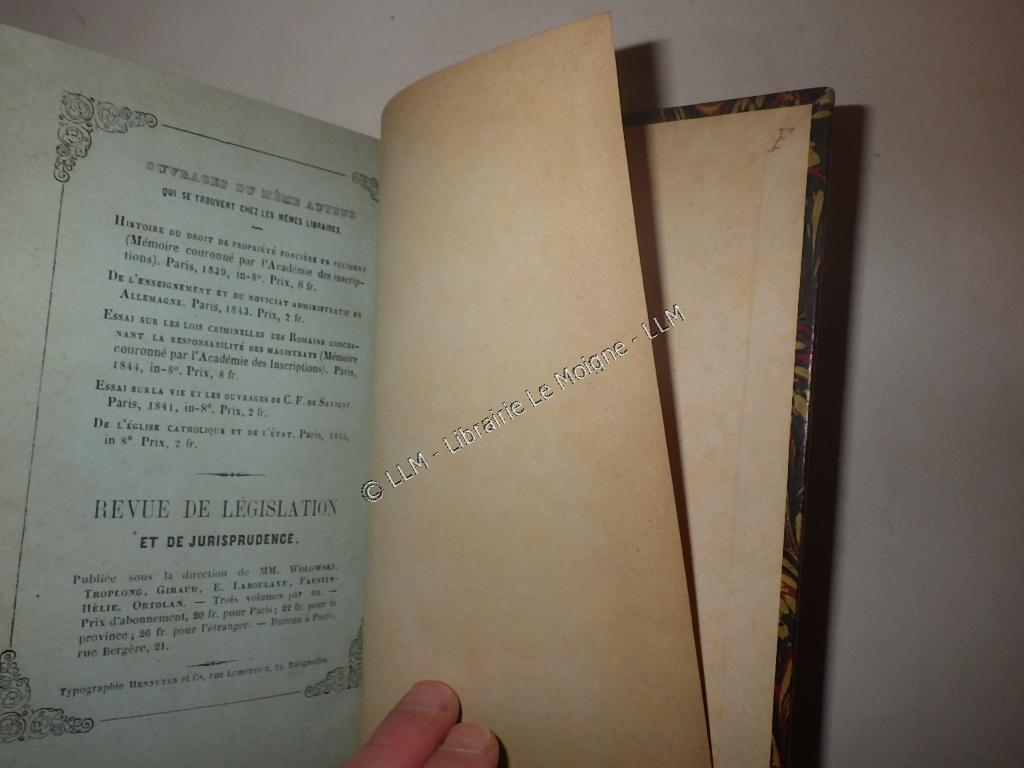 OUVRAGES DU MÊME AUTEUR
QUI SE TROUVENT CHEZ LES MÊMES LIBRAIRES.
HISTOIRE DU DROIT DE PROPRIÉTÉ FONCIÈRE EN OCCIDENT
(Mémoire couronné par l'Académie des inscrip-
tions). Paris, 1839, in-8°. Prix, 8 fr.
DE L'ENSEIGNEMENT ET DU NOVICIAT ADMINISTRATIF EN
ALLEMAGNE. Paris, 1843. Prix, 2 fr.
ESSAI SUR LES LOIS CRIMINELLES DES ROMAINS CONCER-
NANT LA RESPONSABILITÉ DES MAGISTRATS (Mémoire
couronné par l'Académie des Inscriptions). Paris,
1844, in-8°. Prix, 8 fr.
ESSAI SUR LA VIE ET LES OUVRAGES DE C. F. DE SAVIGNY.
Paris, 1841, in-8°. Prix, 2 fr.
DE L'ÉGLISE CATHOLIQUE ET DE L'ÉTAT. Paris, 1845,
in 8°. Prix, 2 fr.
REVUE DE LÉGISLATION
ET DE JURISPRUDENCE.
Publiée sous la direction de MM. WOLOWSKI,
TROPLONG, GIRAUD, E. LABOULAYE, FAUSTIN-
HÉLIE, ORTOLAN. — Trois volumes par an. —
Prix d'abonnement, 20 fr. pour Paris; 22 fr. pour la
province; 26 fr. pour l'étranger. — Bureau à Paris,
rue Bergère, 21.
Typographie HENNUYER et Cᵉ, rue Lemercier, 24. Batignolles.
F
© LLM - Librairie Le Moigne - LLM